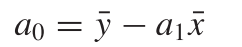 a₀ = ȳ − a₁x̄